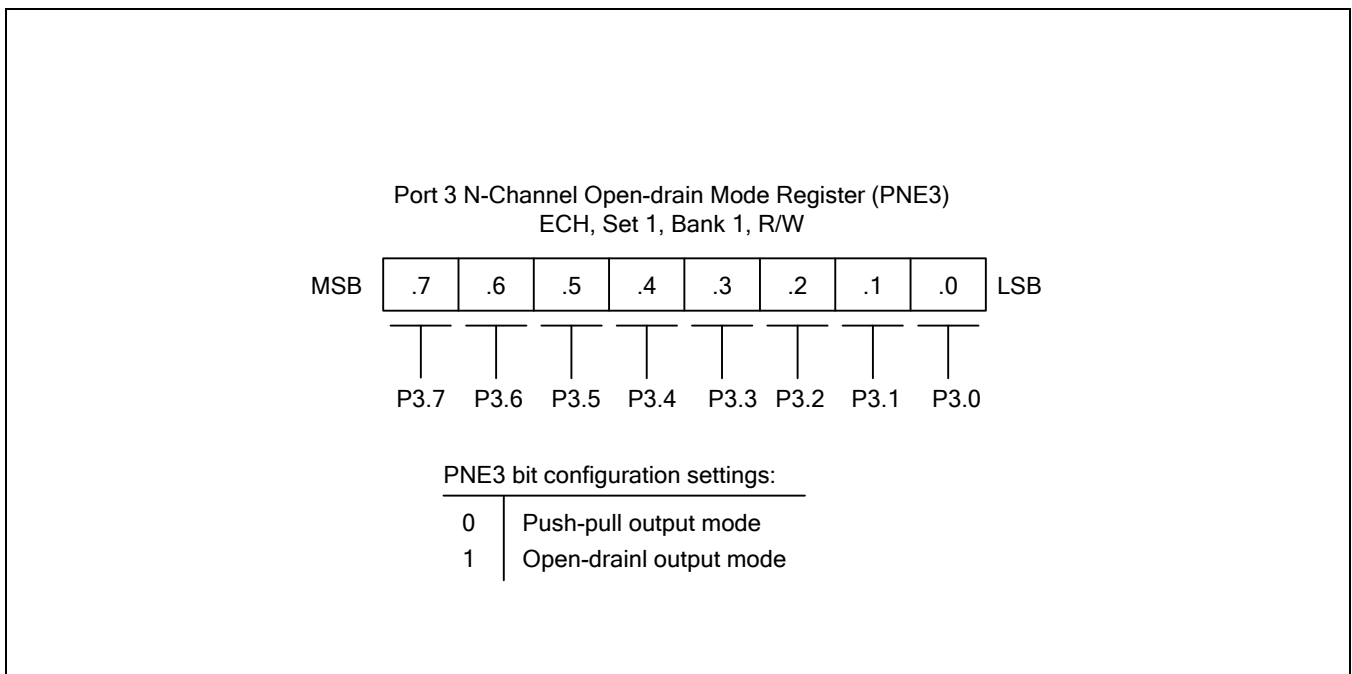 Port 3 N-Channel Open-drain Mode Register (PNE3)
ECH, Set 1, Bank 1, R/W
MSB .7 .6 .5 .4 .3 .2 .1 .0 LSB
P3.7 P3.6 P3.5 P3.4 P3.3 P3.2 P3.1 P3.0
PNE3 bit configuration settings:
0 Push-pull output mode
1 Open-drainl output mode